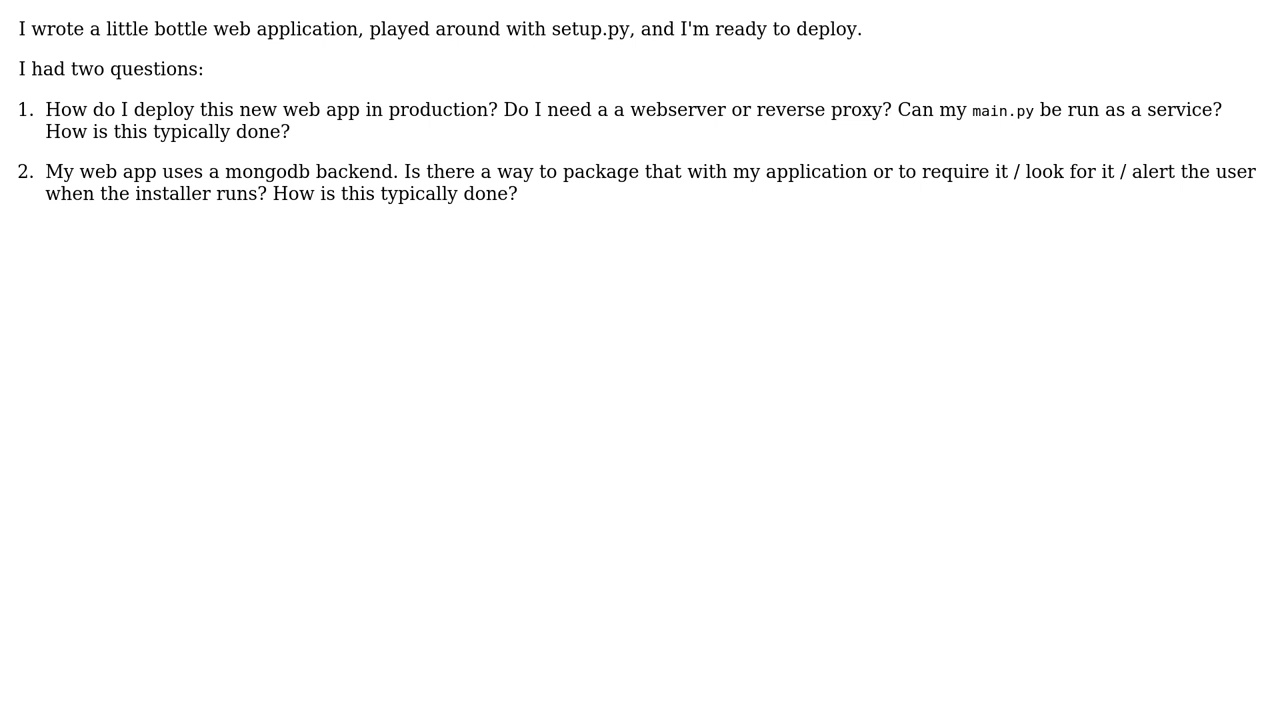 I wrote a little bottle web application, played around with setup.py, and I'm ready to deploy.
I had two questions:
1. How do I deploy this new web app in production? Do I need a a webserver or reverse proxy? Can my main.py be run as a service?
How is this typically done?
2. My web app uses a mongodb backend. Is there a way to package that with my application or to require it / look for it / alert the user
when the installer runs? How is this typically done?